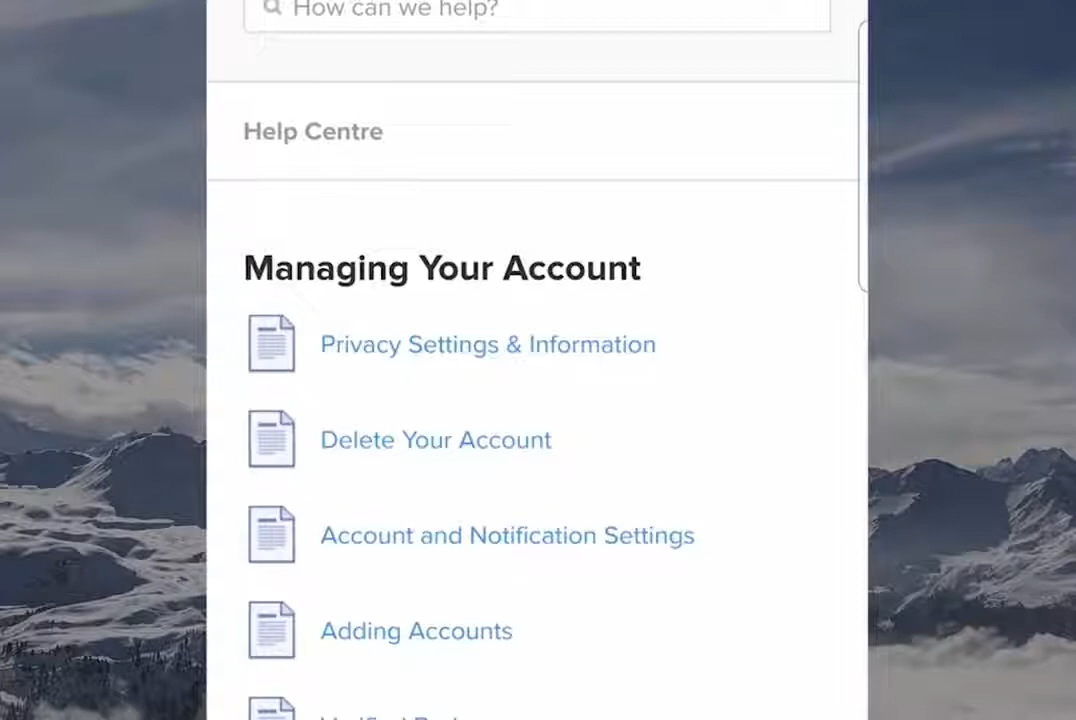 How can we help?
Help Centre
Managing Your Account
Privacy Settings & Information
Delete Your Account
Account and Notification Settings
Adding Accounts